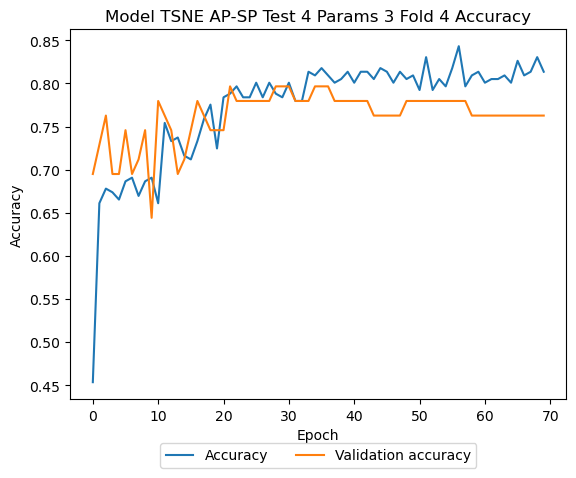 Model TSNE AP-SP Test 4 Params 3 Fold 4 Accuracy
0.85
0.80
0.75
0.70
0.65
0.60
0.55
0.50
0.45
Accuracy
0 10 20 30 40 50 60 70
Epoch
Accuracy Validation accuracy